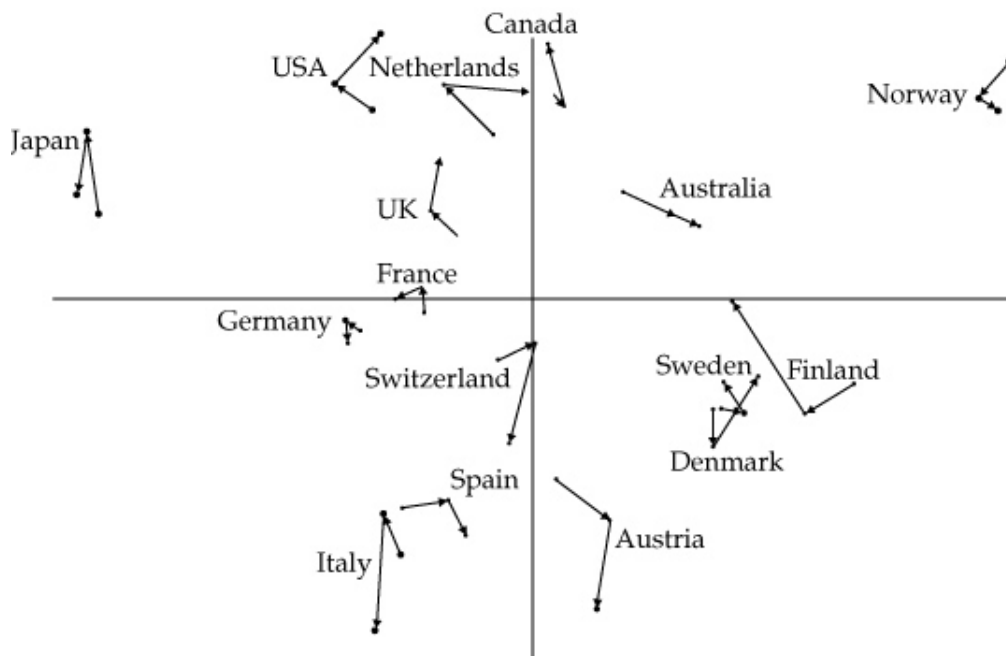 Canada
USA
Netherlands
Norway
Japan
Australia
UK
France
Germany
Switzerland
Sweden
Finland
Denmark
Spain
Austria
Italy